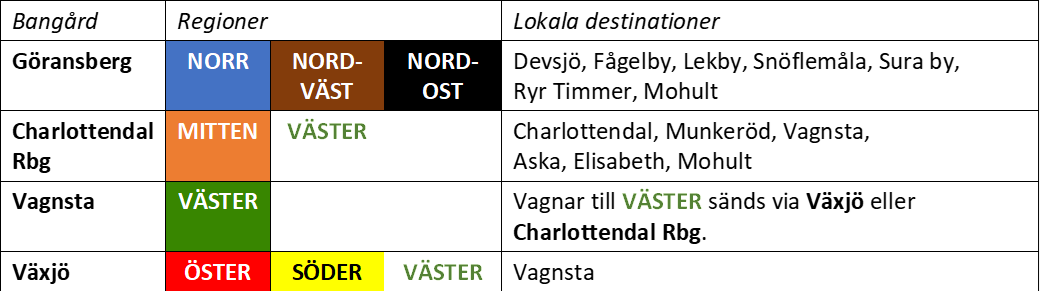 Bangård Regioner Lokala destinationer
Göransberg NORR NORD- NORD- Devsjö, Fågelby, Lekby, Snöflemåla, Sura by,
VÄST OST Ryr Timmer, Mohult
Charlottendal MITTEN VÄSTER Charlottendal, Munkeröd, Vagnsta,
Rbg Aska, Elisabeth, Mohult
Vagnsta VÄSTER Vagnar till VÄSTER sänds via Växjö eller
Charlottendal Rbg.
Växjö ÖSTER SÖDER VÄSTER Vagnsta